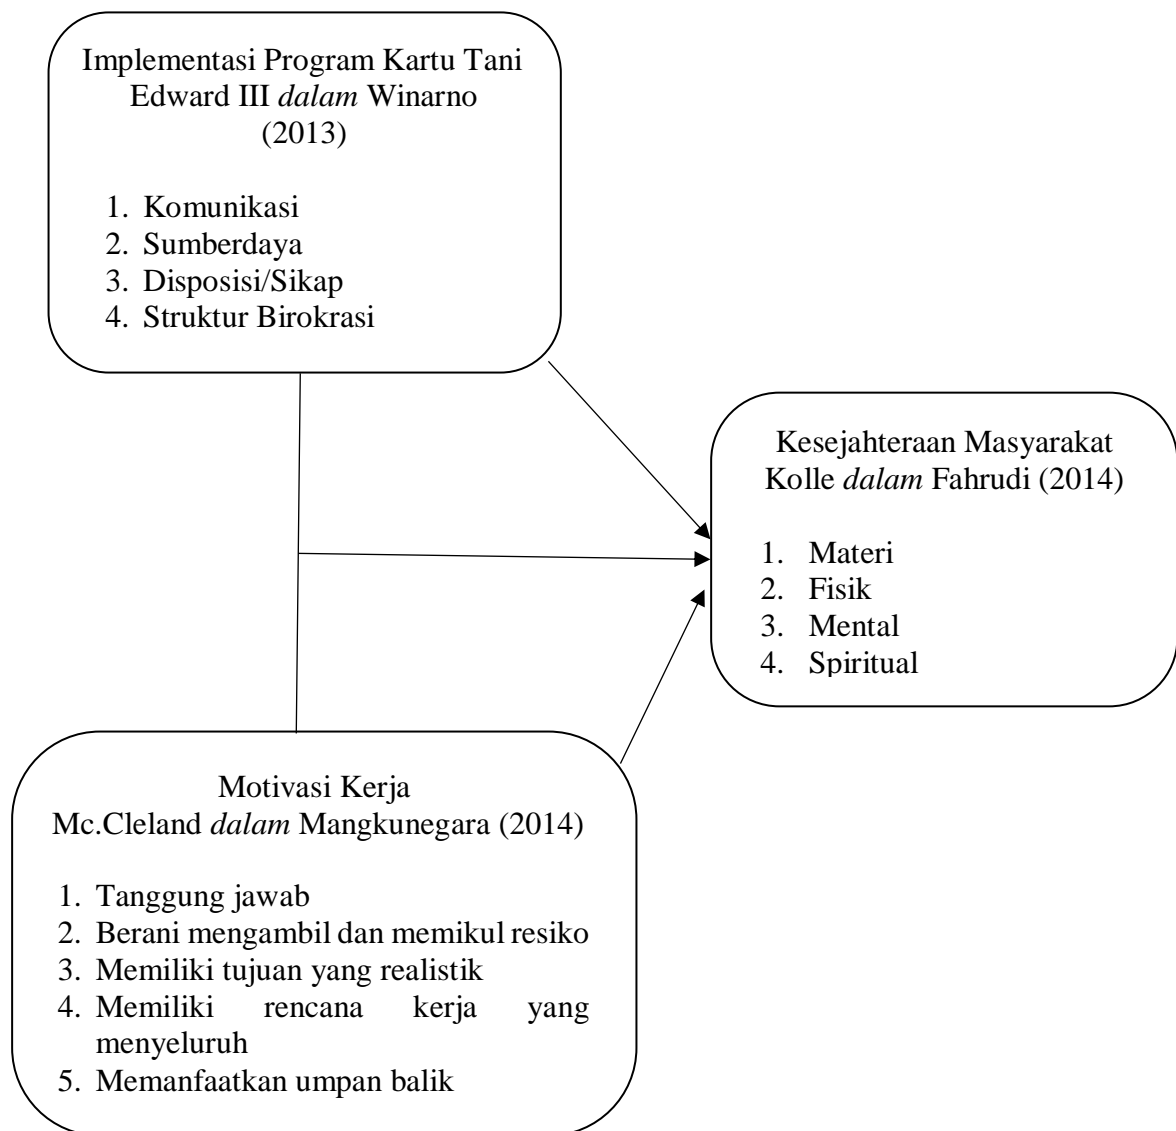 Implementasi Program Kartu Tani
Edward III dalam Winarno
(2013)
1. Komunikasi
2. Sumberdaya
3. Disposisi/Sikap
4. Struktur Birokrasi
Kesejahteraan Masyarakat
Kolle dalam Fahrudi (2014)
1. Materi
2. Fisik
3. Mental
4. Spiritual
Motivasi Kerja
Mc.Cleland dalam Mangkunegara (2014)
1. Tanggung jawab
2. Berani mengambil dan memikul resiko
3. Memiliki tujuan yang realistik
4. Memiliki rencana kerja yang
menyeluruh
5. Memanfaatkan umpan balik